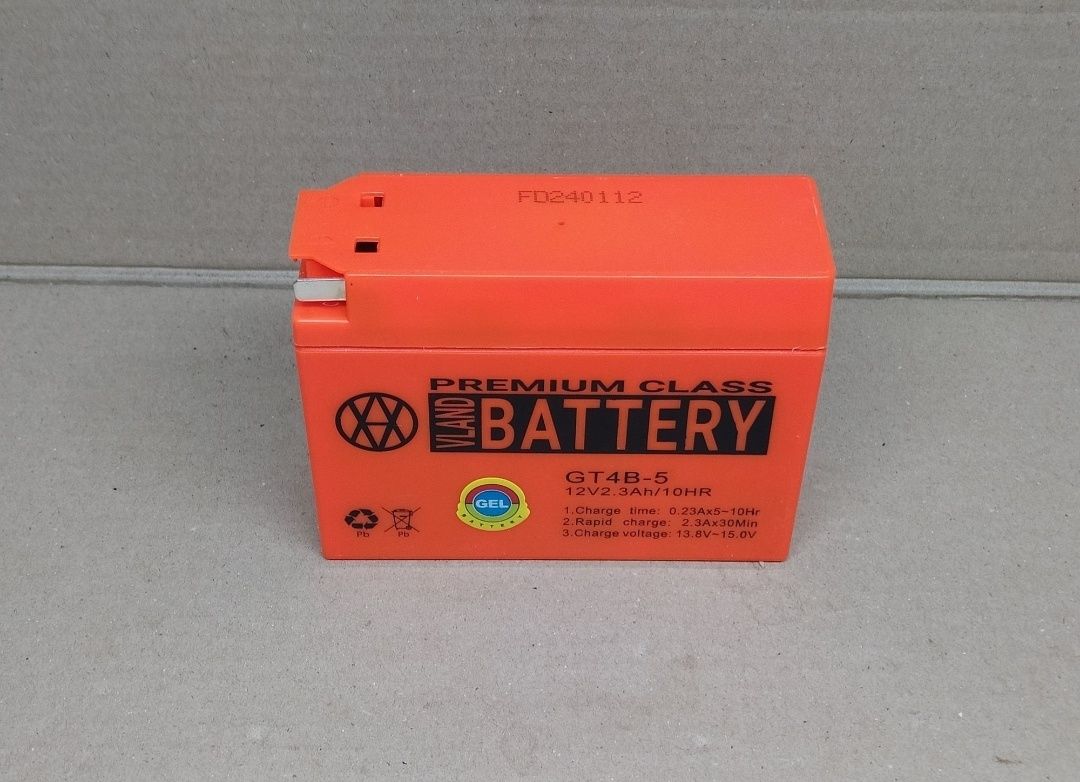 FD240112
PREMIUM CLASS
VLAND BATTERY
GT4B-5
12V2.3Ah/10HR
1.Charge time: 0.23Ax5~10Hr
2.Rapid charge: 2.3Ax30Min
3.Charge voltage: 13.8V~15.0V
GEL
BATTERY
Pb Pb